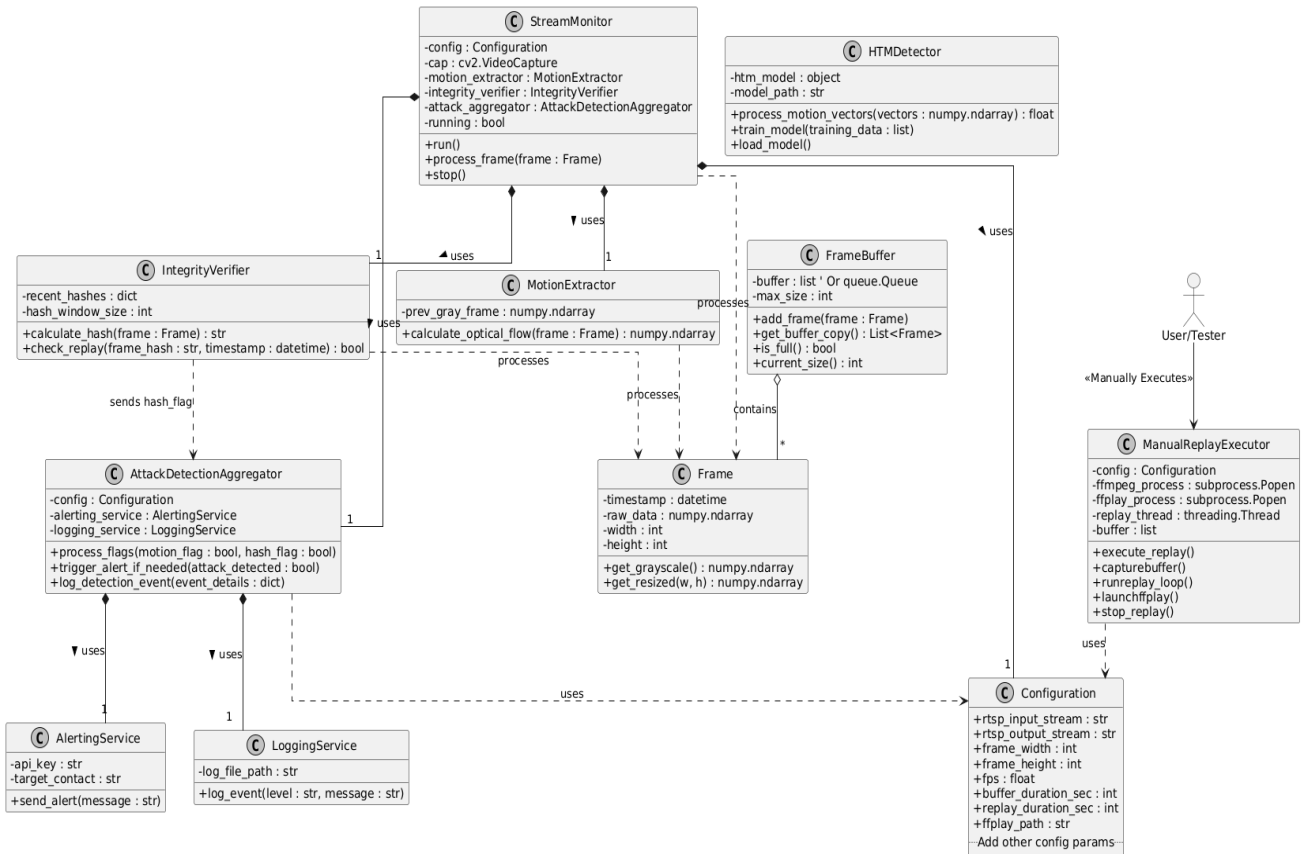 C StreamMonitor
-config : Configuration
-cap : cv2.VideoCapture
-motion_extractor : MotionExtractor
-integrity_verifier : IntegrityVerifier
-attack_aggregator : AttackDetectionAggregator
-running : bool
+run()
+process_frame(frame : Frame)
+stop()
C HTMDetector
-htm_model : object
-model_path : str
+process_motion_vectors(vectors : numpy.ndarray) : float
+train_model(training_data : list)
+load_model()
uses
uses
uses
1
1
C IntegrityVerifier
-recent_hashes : dict
-hash_window_size : int
+calculate_hash(frame : Frame) : str
+check_replay(frame_hash : str, timestamp : datetime) : bool
uses
C MotionExtractor
-prev_gray_frame : numpy.ndarray
+calculate_optical_flow(frame : Frame) : numpy.ndarray
processes
C FrameBuffer
-buffer : list ' Or queue.Queue
-max_size : int
+add_frame(frame : Frame)
+get_buffer_copy() : List<Frame>
+is_full() : bool
+current_size() : int
User/Tester
«Manually Executes»
processes
processes
sends hash_flag
contains
*
C AttackDetectionAggregator
-config : Configuration
-alerting_service : AlertingService
-logging_service : LoggingService
+process_flags(motion_flag : bool, hash_flag : bool)
+trigger_alert_if_needed(attack_detected : bool)
+log_detection_event(event_details : dict)
1
C Frame
-timestamp : datetime
-raw_data : numpy.ndarray
-width : int
-height : int
+get_grayscale() : numpy.ndarray
+get_resized(w, h) : numpy.ndarray
C ManualReplayExecutor
-config : Configuration
-ffmpeg_process : subprocess.Popen
-ffplay_process : subprocess.Popen
-replay_thread : threading.Thread
-buffer : list
+execute_replay()
+capturebuffer()
+runreplay_loop()
+launchffplay()
+stop_replay()
uses
uses
uses
uses
1
1
1
C AlertingService
-api_key : str
-target_contact : str
+send_alert(message : str)
C LoggingService
-log_file_path : str
+log_event(level : str, message : str)
C Configuration
+rtsp_input_stream : str
+rtsp_output_stream : str
+frame_width : int
+frame_height : int
+fps : float
+buffer_duration_sec : int
+replay_duration_sec : int
+ffplay_path : str
Add other config params